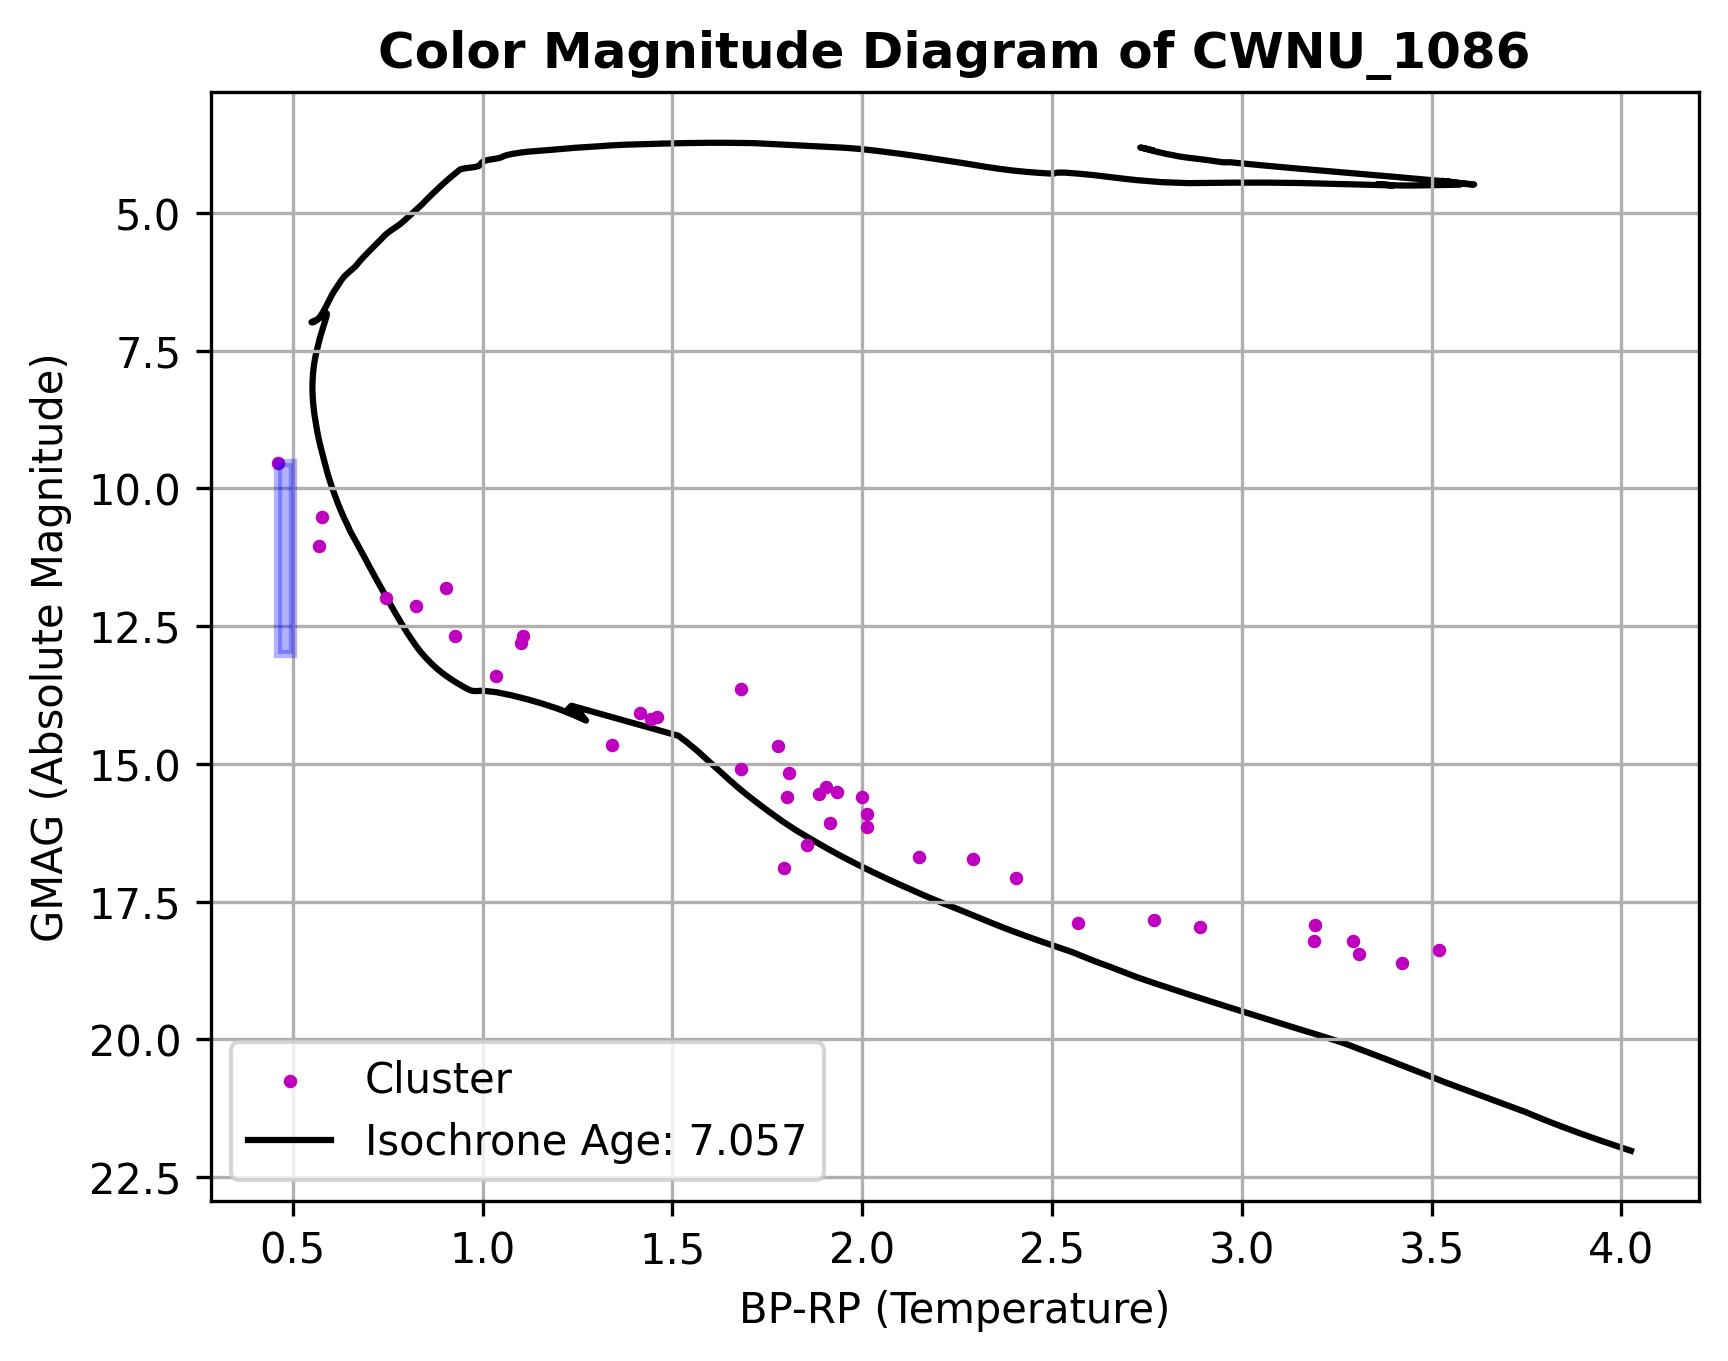 Color Magnitude Diagram of CWNU_1086
GMAG (Absolute Magnitude)
5.0
7.5
10.0
12.5
15.0
17.5
20.0
22.5
Cluster
Isochrone Age: 7.057
0.5 1.0 1.5 2.0 2.5 3.0 3.5 4.0
BP-RP (Temperature)